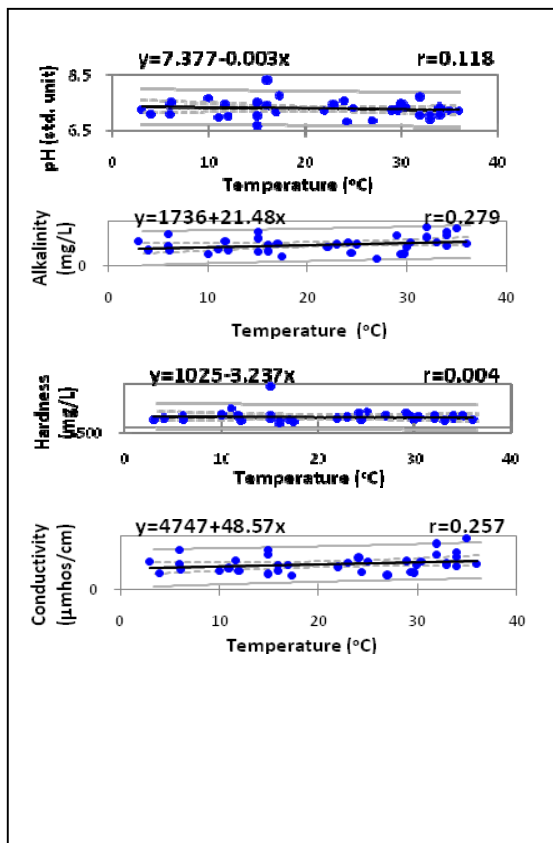 y=7.377-0.003x r=0.118
8.5
6.5
pH (std. unit)
0 10 20 30 40
Temperature (°C)
y=1736+21.48x r=0.279
0
Alkalinity
(mg/L)
0 10 20 30 40
Temperature (°C)
y=1025-3.237x r=0.004
Hardness
(mg/L)
0 10 20 30 40
Temperature (°C)
y=4747+48.57x r=0.257
0
Conductivity
(µmhos/cm)
0 10 20 30 40
Temperature (°C)